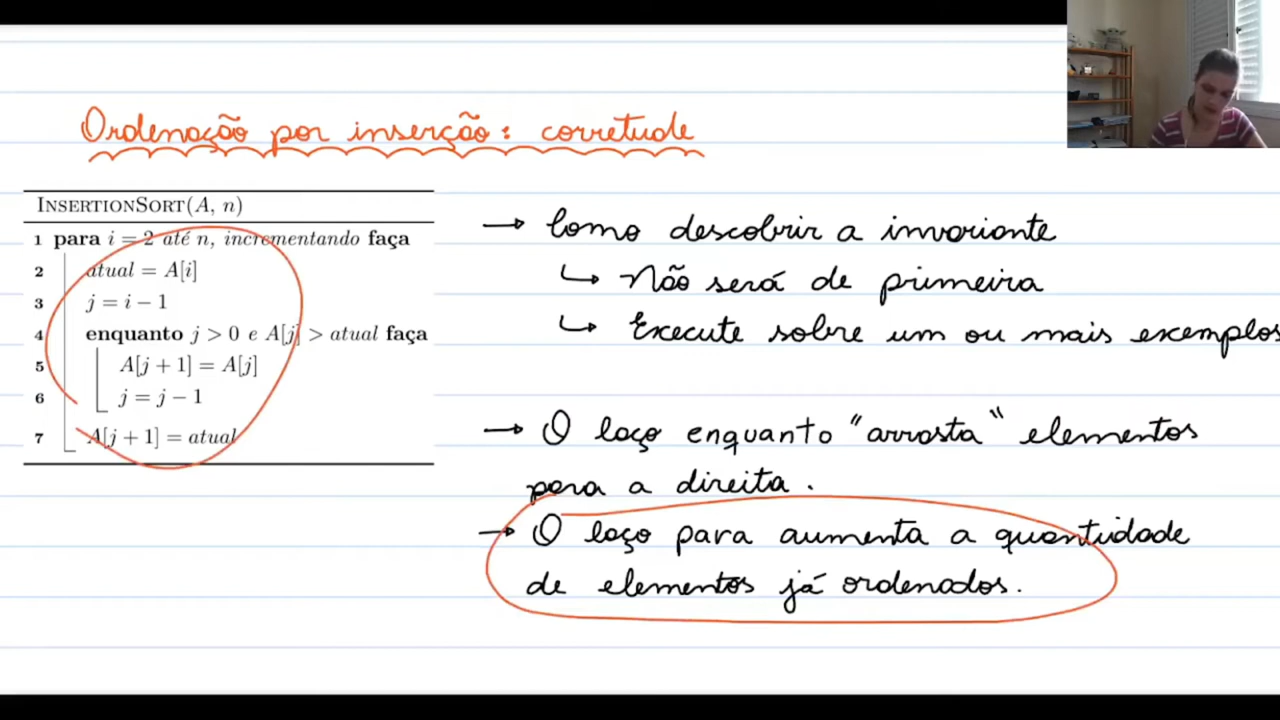 Ordenação por inserção: corretude
INSERTIONSORT(A, n)
1 para i = 2 até n, incrementando faça
2 atual = A[i]
3 j = i − 1
4 enquanto j > 0 e A[j] > atual faça
5 A[j + 1] = A[j]
6 j = j − 1
7 A[j + 1] = atual
→ Como descobrir a invariante
↳ Não será de primeira
↳ Execute sobre um ou mais exemplos
→ O laço enquanto "arrasta" elementos
para a direita.
→ O laço para aumenta a quantidade
de elementos já ordenados.